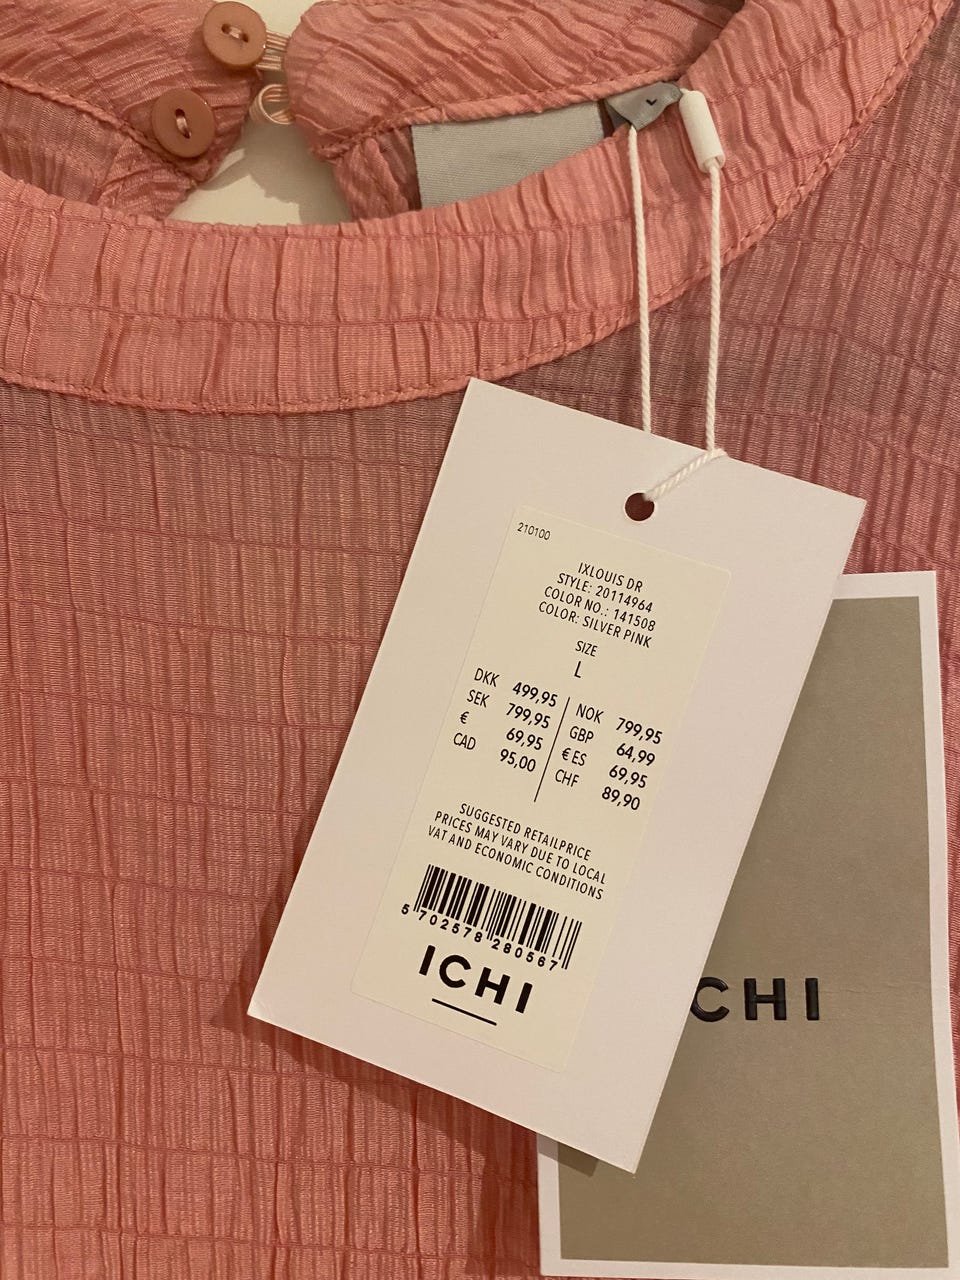 L
210100
IXLOUIS DR
STYLE: 20114964
COLOR NO.: 141508
COLOR: SILVER PINK
SIZE
L
DKK 499,95 NOK 799,95
SEK 799,95 GBP 64,99
€ 69,95 €ES 69,95
CAD 95,00 CHF 89,90
SUGGESTED RETAILPRICE
PRICES MAY VARY DUE TO LOCAL
VAT AND ECONOMIC CONDITIONS
5 702578 280567
ICHI
CHI